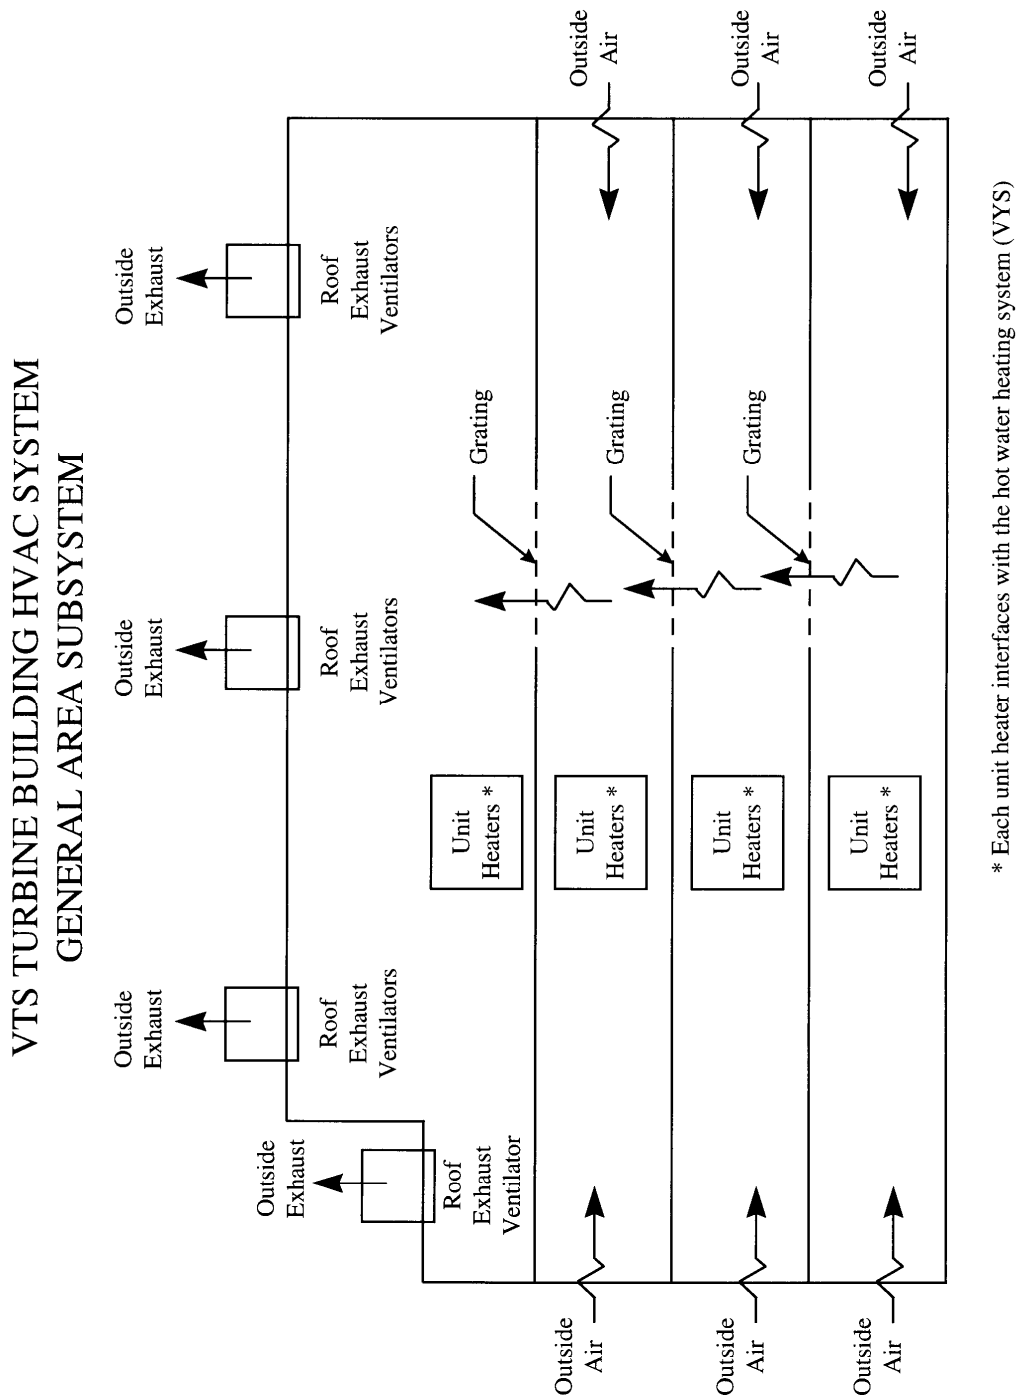 VTS TURBINE BUILDING HVAC SYSTEM
GENERAL AREA SUBSYSTEM
Outside
Exhaust
Outside
Exhaust
Outside
Exhaust
Outside
Exhaust
Roof
Exhaust
Ventilator
Roof
Exhaust
Ventilators
Roof
Exhaust
Ventilators
Roof
Exhaust
Ventilators
Unit
Heaters *
Grating
Outside
Air
Unit
Heaters *
Grating
Outside
Air
Outside
Air
Unit
Heaters *
Grating
Outside
Air
Outside
Air
Unit
Heaters *
Outside
Air
* Each unit heater interfaces with the hot water heating system (VYS)